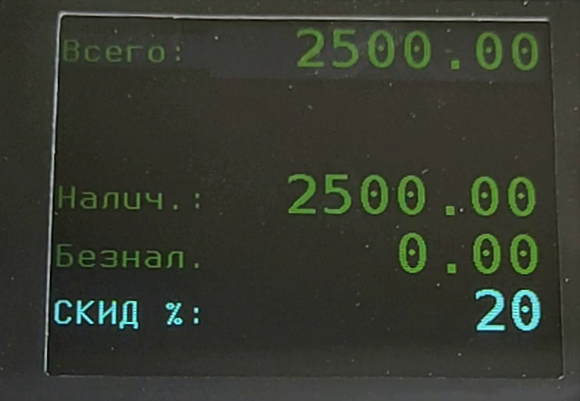 Всего: 2500.00
Налич.: 2500.00
Безнал. 0.00
СКИД %: 20